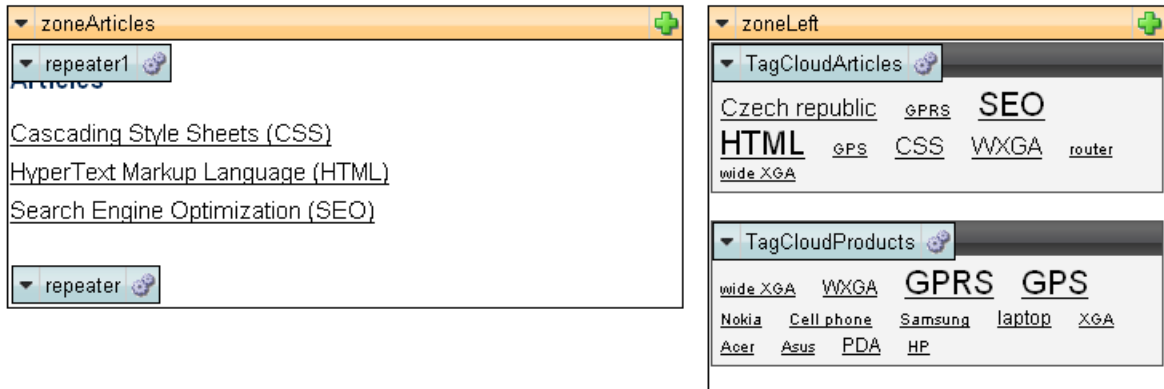 zoneArticles
repeater1
Articles
Cascading Style Sheets (CSS)
HyperText Markup Language (HTML)
Search Engine Optimization (SEO)
repeater
zoneLeft
TagCloudArticles
Czech republic GPRS SEO
HTML GPS CSS WXGA router
wide XGA
TagCloudProducts
wide XGA WXGA GPRS GPS
Nokia Cell phone Samsung laptop XGA
Acer Asus PDA HP